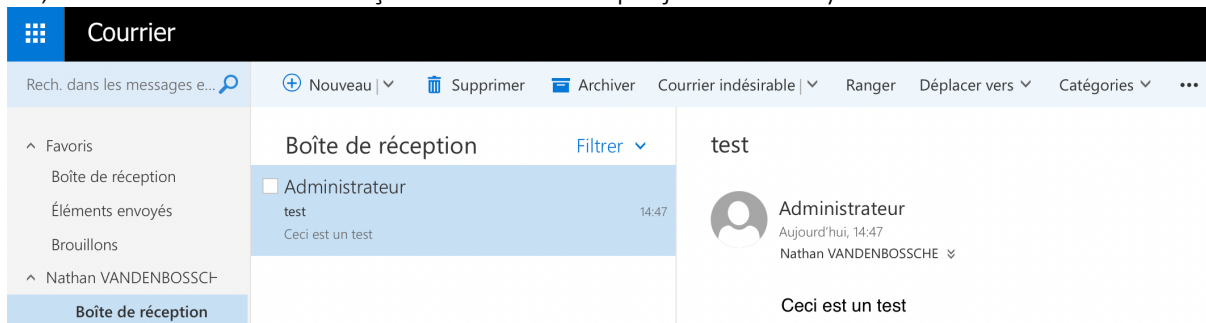 Courrier
Rech. dans les messages e...
Nouveau | Supprimer Archiver Courrier indésirable | Ranger Déplacer vers Catégories ...
Favoris
Boîte de réception
Éléments envoyés
Brouillons
Nathan VANDENBOSSCH
Boîte de réception
Boîte de réception Filtrer
Administrateur
test 14:47
Ceci est un test
test
Administrateur
Aujourd'hui, 14:47
Nathan VANDENBOSSCHE
Ceci est un test